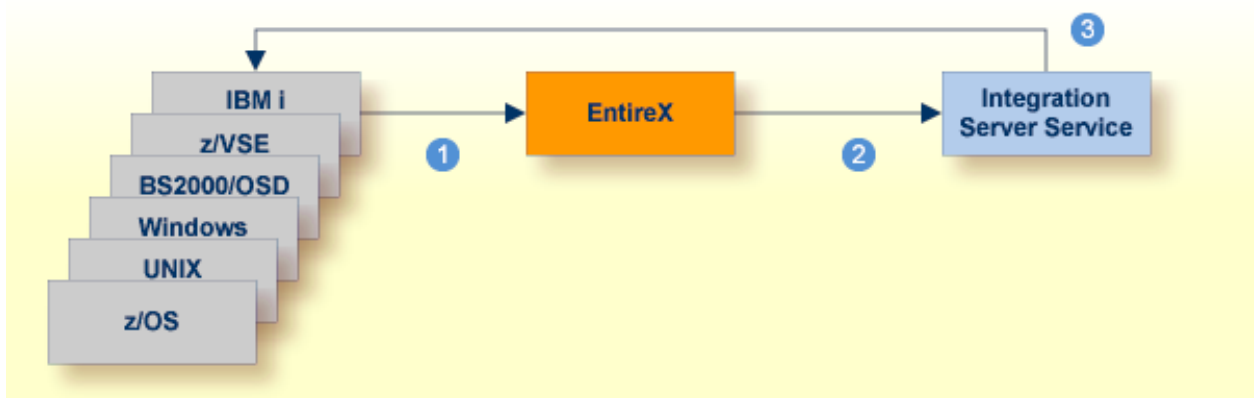 3
IBM i
EntireX
Integration
Server Service
z/VSE
1
2
BS2000/OSD
Windows
UNIX
z/OS